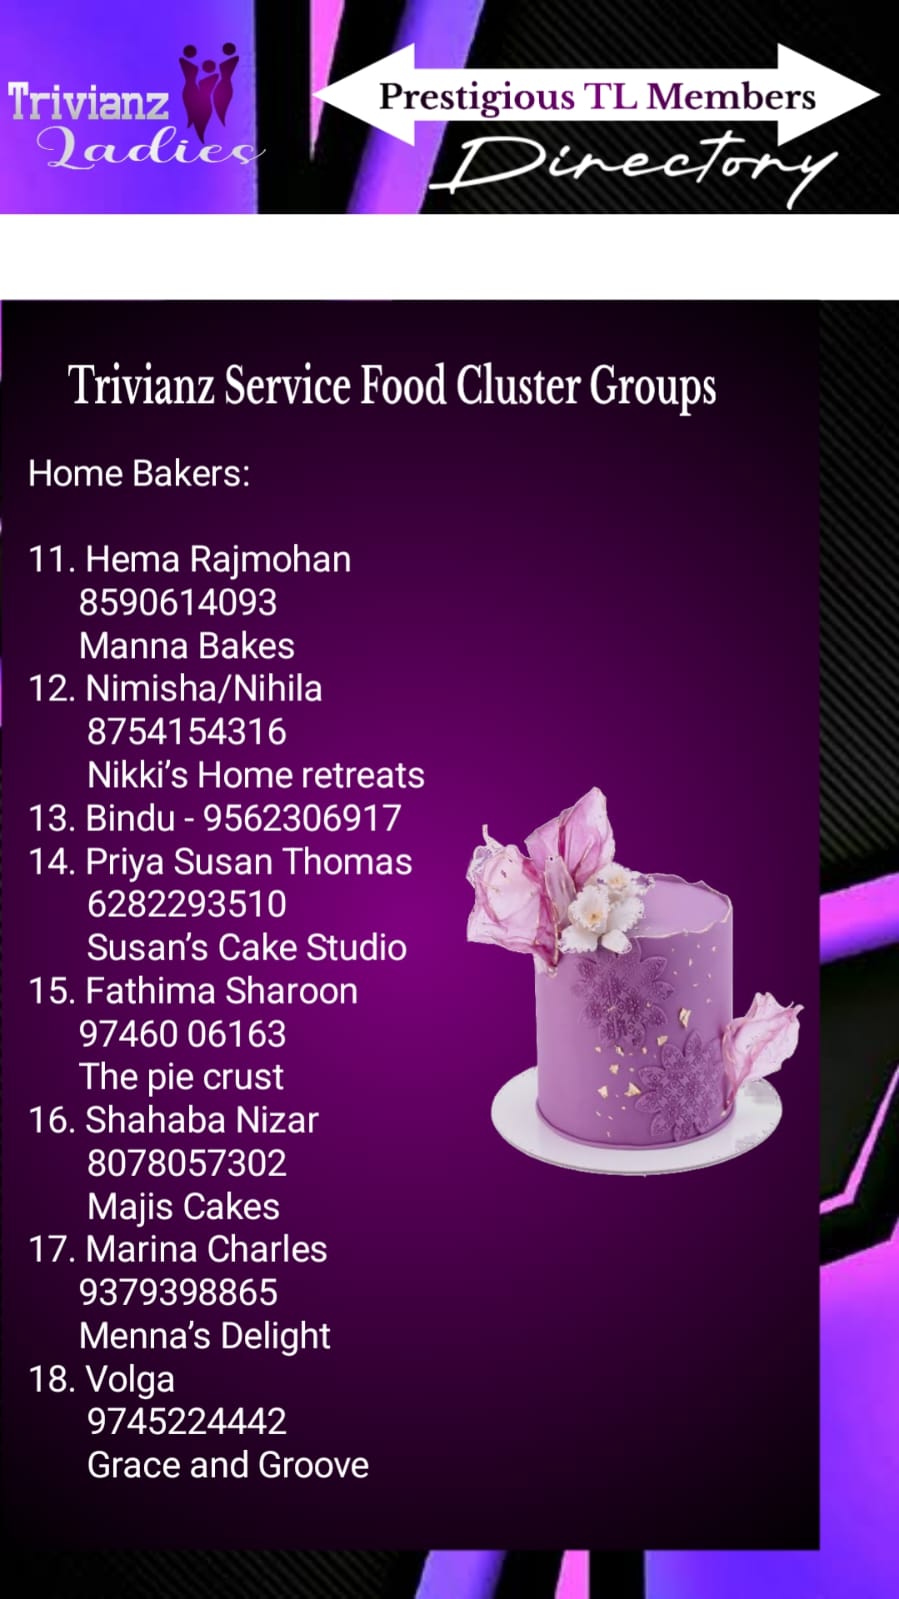 Trivianz
Ladies
Prestigious TL Members
Directory
Trivianz Service Food Cluster Groups
Home Bakers:
11. Hema Rajmohan
8590614093
Manna Bakes
12. Nimisha/Nihila
8754154316
Nikki’s Home retreats
13. Bindu - 9562306917
14. Priya Susan Thomas
6282293510
Susan’s Cake Studio
15. Fathima Sharoon
97460 06163
The pie crust
16. Shahaba Nizar
8078057302
Majis Cakes
17. Marina Charles
9379398865
Menna’s Delight
18. Volga
9745224442
Grace and Groove